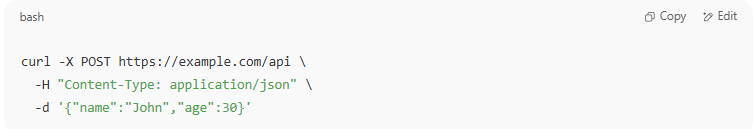 bash
Copy
Edit
curl -X POST https://example.com/api \
-H "Content-Type: application/json" \
-d '{"name":"John","age":30}'